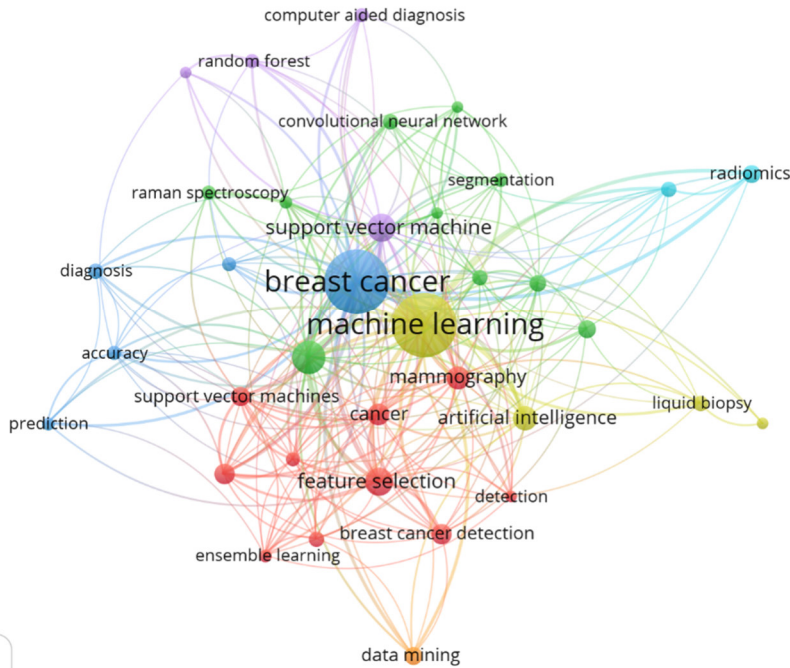 computer aided diagnosis
random forest
convolutional neural network
radiomics
segmentation
raman spectroscopy
support vector machine
diagnosis
breast cancer
machine learning
accuracy
mammography
support vector machines
liquid biopsy
cancer
artificial intelligence
prediction
feature selection
detection
breast cancer detection
ensemble learning
data mining